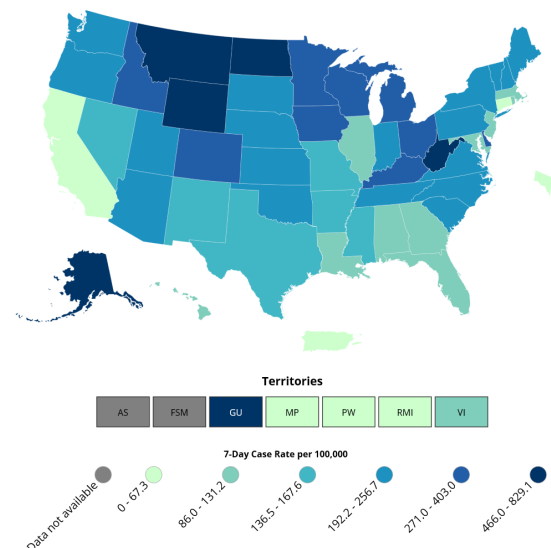 Territories
AS FSM GU MP PW RMI VI
7-Day Case Rate per 100,000
Data not available
0 - 67.3
86.0 - 131.2
136.5 - 167.6
192.2 - 256.7
271.0 - 403.0
466.0 - 829.1